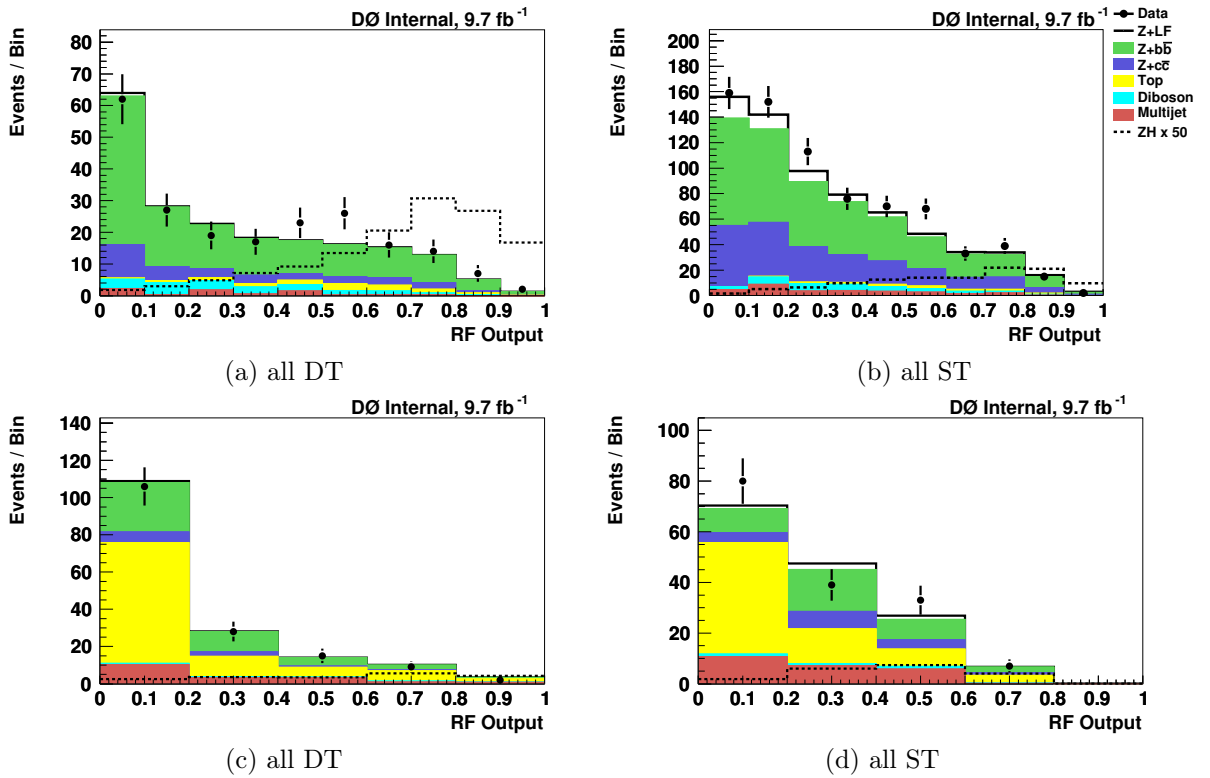 DØ Internal, 9.7 fb⁻¹
Events / Bin
80
70
60
50
40
30
20
10
0
0 0.1 0.2 0.3 0.4 0.5 0.6 0.7 0.8 0.9 1
RF Output
(a) all DT
DØ Internal, 9.7 fb⁻¹
Events / Bin
200
180
160
140
120
100
80
60
40
20
0
0 0.1 0.2 0.3 0.4 0.5 0.6 0.7 0.8 0.9 1
RF Output
(b) all ST
Data
Z+LF
Z+bb̄
Z+cc̄
Top
Diboson
Multijet
ZH x 50
DØ Internal, 9.7 fb⁻¹
Events / Bin
140
120
100
80
60
40
20
0
0 0.1 0.2 0.3 0.4 0.5 0.6 0.7 0.8 0.9 1
RF Output
(c) all DT
DØ Internal, 9.7 fb⁻¹
Events / Bin
100
80
60
40
20
0
0 0.1 0.2 0.3 0.4 0.5 0.6 0.7 0.8 0.9 1
RF Output
(d) all ST